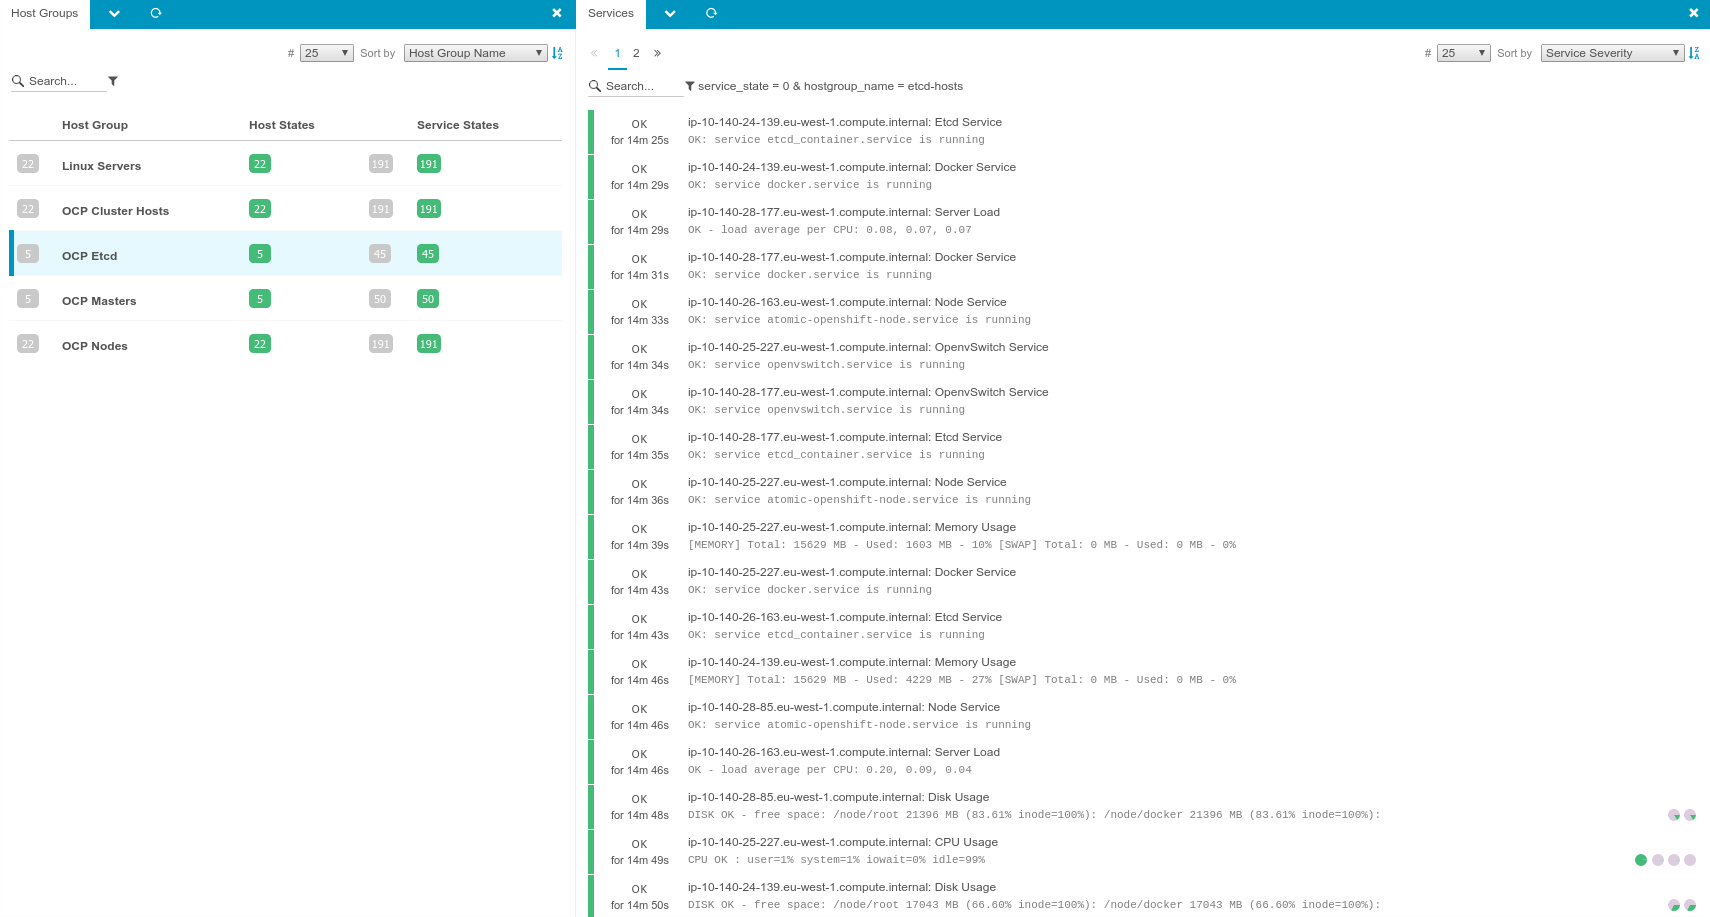 Host Groups
# 25 Sort by Host Group Name
Search...
Host Group Host States Service States
22 Linux Servers 22 191 191
22 OCP Cluster Hosts 22 191 191
5 OCP Etcd 5 45 45
5 OCP Masters 5 50 50
22 OCP Nodes 22 191 191
Services
« 1 2 » # 25 Sort by Service Severity
Search... service_state = 0 & hostgroup_name = etcd-hosts
OK ip-10-140-24-139.eu-west-1.compute.internal: Etcd Service
for 14m 25s OK: service etcd_container.service is running
OK ip-10-140-24-139.eu-west-1.compute.internal: Docker Service
for 14m 29s OK: service docker.service is running
OK ip-10-140-28-177.eu-west-1.compute.internal: Server Load
for 14m 29s OK - load average per CPU: 0.08, 0.07, 0.07
OK ip-10-140-28-177.eu-west-1.compute.internal: Docker Service
for 14m 31s OK: service docker.service is running
OK ip-10-140-26-163.eu-west-1.compute.internal: Node Service
for 14m 33s OK: service atomic-openshift-node.service is running
OK ip-10-140-25-227.eu-west-1.compute.internal: OpenvSwitch Service
for 14m 34s OK: service openvswitch.service is running
OK ip-10-140-28-177.eu-west-1.compute.internal: OpenvSwitch Service
for 14m 34s OK: service openvswitch.service is running
OK ip-10-140-28-177.eu-west-1.compute.internal: Etcd Service
for 14m 35s OK: service etcd_container.service is running
OK ip-10-140-25-227.eu-west-1.compute.internal: Node Service
for 14m 36s OK: service atomic-openshift-node.service is running
OK ip-10-140-25-227.eu-west-1.compute.internal: Memory Usage
for 14m 39s [MEMORY] Total: 15629 MB - Used: 1603 MB - 10% [SWAP] Total: 0 MB - Used: 0 MB - 0%
OK ip-10-140-25-227.eu-west-1.compute.internal: Docker Service
for 14m 43s OK: service docker.service is running
OK ip-10-140-26-163.eu-west-1.compute.internal: Etcd Service
for 14m 43s OK: service etcd_container.service is running
OK ip-10-140-24-139.eu-west-1.compute.internal: Memory Usage
for 14m 46s [MEMORY] Total: 15629 MB - Used: 4229 MB - 27% [SWAP] Total: 0 MB - Used: 0 MB - 0%
OK ip-10-140-28-85.eu-west-1.compute.internal: Node Service
for 14m 46s OK: service atomic-openshift-node.service is running
OK ip-10-140-26-163.eu-west-1.compute.internal: Server Load
for 14m 46s OK - load average per CPU: 0.20, 0.09, 0.04
OK ip-10-140-28-85.eu-west-1.compute.internal: Disk Usage
for 14m 48s DISK OK - free space: /node/root 21396 MB (83.61% inode=100%): /node/docker 21396 MB (83.61% inode=100%):
OK ip-10-140-25-227.eu-west-1.compute.internal: CPU Usage
for 14m 49s CPU OK : user=1% system=1% iowait=0% idle=99%
OK ip-10-140-24-139.eu-west-1.compute.internal: Disk Usage
for 14m 50s DISK OK - free space: /node/root 17043 MB (66.60% inode=100%): /node/docker 17043 MB (66.60% inode=100%):